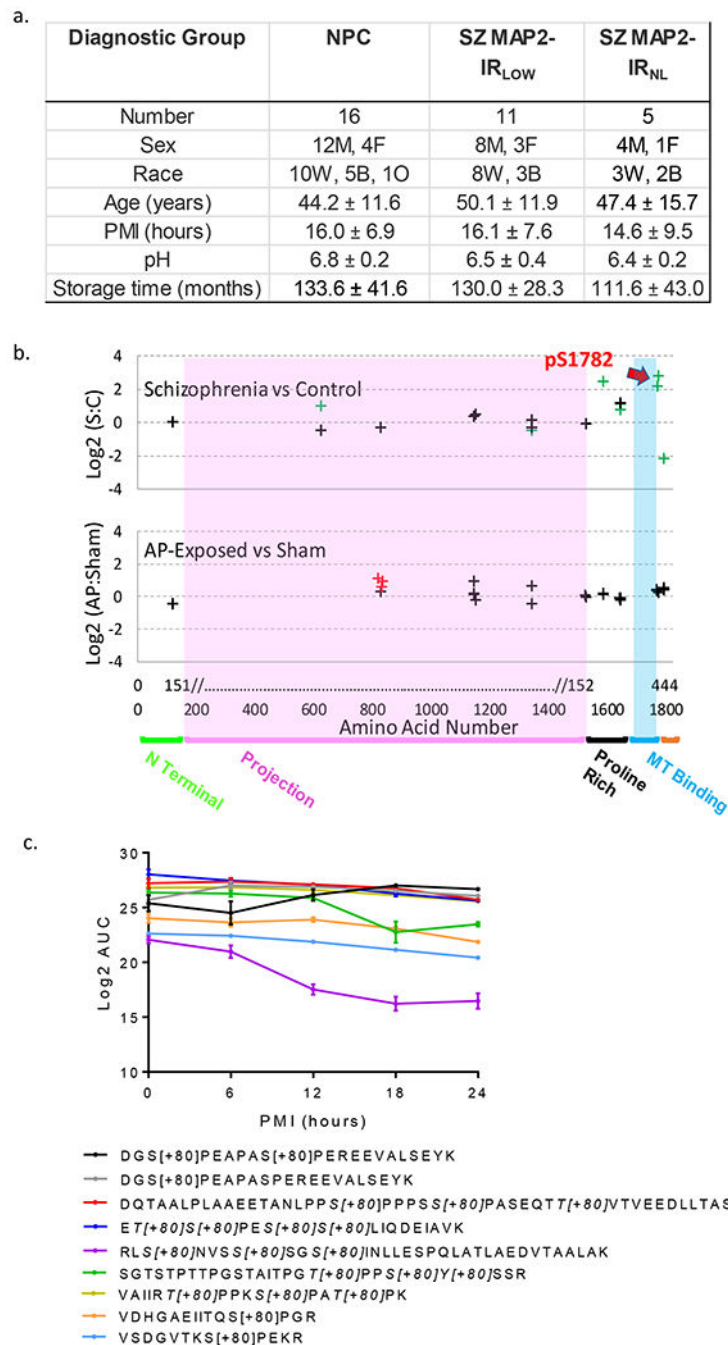 a.
Diagnostic Group NPC SZ MAP2-IRLOW SZ MAP2-IRNL
Number 16 11 5
Sex 12M, 4F 8M, 3F 4M, 1F
Race 10W, 5B, 1O 8W, 3B 3W, 2B
Age (years) 44.2 ± 11.6 50.1 ± 11.9 47.4 ± 15.7
PMI (hours) 16.0 ± 6.9 16.1 ± 7.6 14.6 ± 9.5
pH 6.8 ± 0.2 6.5 ± 0.4 6.4 ± 0.2
Storage time (months) 133.6 ± 41.6 130.0 ± 28.3 111.6 ± 43.0
b.
pS1782
Schizophrenia vs Control
Log2 (S:C)
4
2
0
-2
-4
AP-Exposed vs Sham
Log2 (AP:Sham)
4
2
0
-2
-4
0 151//..........................................................//152 444
0 200 400 600 800 1000 1200 1400 1600 1800
Amino Acid Number
N Terminal
Projection
Proline Rich
MT Binding
c.
Log2 AUC
30
25
20
15
10
0 6 12 18 24
PMI (hours)
DGS[+80]PEAPAS[+80]PEREEVALSEYK
DGS[+80]PEAPASPEREEVALSEYK
DQTAALPLAAEETANLPPS[+80]PPPSS[+80]PASEQTT[+80]VTVEEDLLTAS
ET[+80]S[+80]PES[+80]S[+80]LIQDEIAVK
RLS[+80]NVSS[+80]SGS[+80]INLLESPQLATLAEDVTAALAK
SGTSTPTTPGSTAITPGT[+80]PPS[+80]Y[+80]SSR
VAIIRT[+80]PPKS[+80]PAT[+80]PK
VDHGAEIITQS[+80]PGR
VSDGVTKS[+80]PEKR